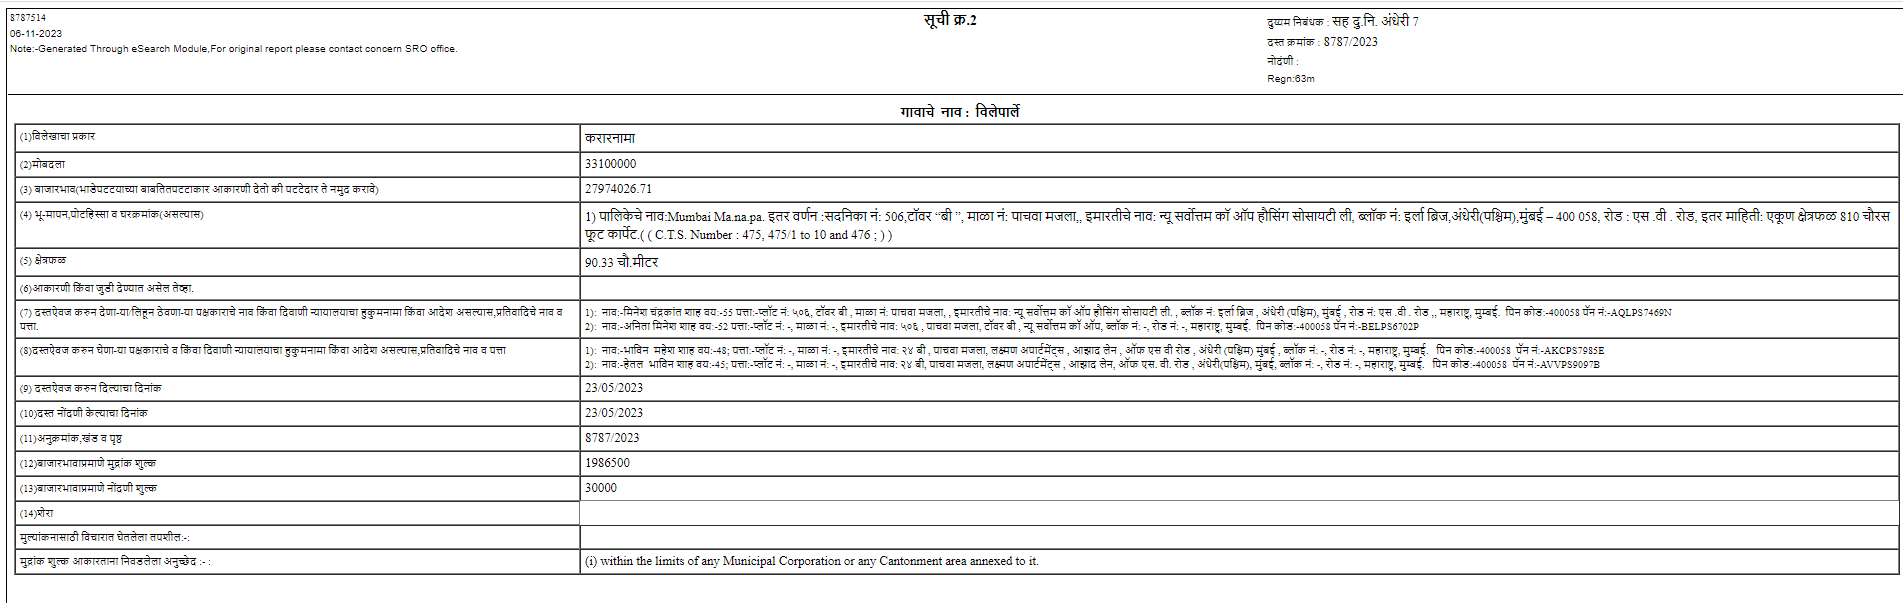 8787514
06-11-2023
Note:-Generated Through eSearch Module,For original report please contact concern SRO office.
सूची क्र.2
दुय्यम निबंधक : सह दु.नि. अंधेरी 7
दस्त क्रमांक : 8787/2023
नोदंणी :
Regn:63m
गावाचे नाव : विलेपार्ले
(1)विलेखाचा प्रकार
करारनामा
(2)मोबदला
33100000
(3) बाजारभाव(भाडेपटटयाच्या बाबतितपटटाकार आकारणी देतो की पटटेदार ते नमुद करावे)
27974026.71
(4) भू-मापन,पोटहिस्सा व घरक्रमांक(असल्यास)
1) पालिकेचे नाव:Mumbai Ma.na.pa. इतर वर्णन :सदनिका नं: 506,टॉवर “बी ”, माळा नं: पाचवा मजला,, इमारतीचे नाव: न्यू सर्वोत्तम कॉ ऑप हौसिंग सोसायटी ली, ब्लॉक नं: इर्ला ब्रिज,अंधेरी(पश्चिम),मुंबई – 400 058, रोड : एस .वी . रोड, इतर माहिती: एकूण क्षेत्रफळ 810 चौरस
फूट कार्पेट.( ( C.T.S. Number : 475, 475/1 to 10 and 476 ; ) )
(5) क्षेत्रफळ
90.33 चौ.मीटर
(6)आकारणी किंवा जुडी देण्यात असेल तेव्हा.
(7) दस्तऐवज करुन देणा-या/लिहून ठेवणा-या पक्षकाराचे नाव किंवा दिवाणी न्यायालयाचा हुकुमनामा किंवा आदेश असल्यास,प्रतिवादिचे नाव व
पत्ता.
1): नाव:-मिनेश चंद्रकांत शाह वय:-55 पत्ता:-प्लॉट नं: ५०६, टॉवर बी , माळा नं: पाचवा मजला, , इमारतीचे नाव: न्यू सर्वोत्तम कॉ ऑप हौसिंग सोसायटी ली. , ब्लॉक नं: इर्ला ब्रिज , अंधेरी (पश्चिम), मुंबई , रोड नं: एस .वी . रोड ,, महाराष्ट्र, मुम्बई. पिन कोड:-400058 पॅन नं:-AQLPS7469N
2): नाव:-अनिता मिनेश शाह वय:-52 पत्ता:-प्लॉट नं: -, माळा नं: -, इमारतीचे नाव: ५०६ , पाचवा मजला, टॉवर बी , न्यू सर्वोत्तम कॉ ऑप, ब्लॉक नं: -, रोड नं: -, महाराष्ट्र, मुम्बई. पिन कोड:-400058 पॅन नं:-BELPS6702P
(8)दस्तऐवज करुन घेणा-या पक्षकाराचे व किंवा दिवाणी न्यायालयाचा हुकुमनामा किंवा आदेश असल्यास,प्रतिवादिचे नाव व पत्ता
1): नाव:-भाविन महेश शाह वय:-48; पत्ता:-प्लॉट नं: -, माळा नं: -, इमारतीचे नाव: २४ बी , पाचवा मजला, लक्ष्मण अपार्टमेंट्स , आझाद लेन , ऑफ एस वी रोड , अंधेरी (पश्चिम) मुंबई , ब्लॉक नं: -, रोड नं: -, महाराष्ट्र, मुम्बई. पिन कोड:-400058 पॅन नं:-AKCPS7985E
2): नाव:-हेतल भाविन शाह वय:-45; पत्ता:-प्लॉट नं: -, माळा नं: -, इमारतीचे नाव: २४ बी, पाचवा मजला, लक्ष्मण अपार्टमेंट्स , आझाद लेन, ऑफ एस. वी. रोड , अंधेरी(पश्चिम), मुंबई, ब्लॉक नं: -, रोड नं: -, महाराष्ट्र, मुम्बई. पिन कोड:-400058 पॅन नं:-AVVPS9097B
(9) दस्तऐवज करुन दिल्याचा दिनांक
23/05/2023
(10)दस्त नोंदणी केल्याचा दिनांक
23/05/2023
(11)अनुक्रमांक,खंड व पृष्ठ
8787/2023
(12)बाजारभावाप्रमाणे मुद्रांक शुल्क
1986500
(13)बाजारभावाप्रमाणे नोंदणी शुल्क
30000
(14)शेरा
मुल्यांकनासाठी विचारात घेतलेला तपशील:-:
मुद्रांक शुल्क आकारताना निवडलेला अनुच्छेद :- :
(i) within the limits of any Municipal Corporation or any Cantonment area annexed to it.